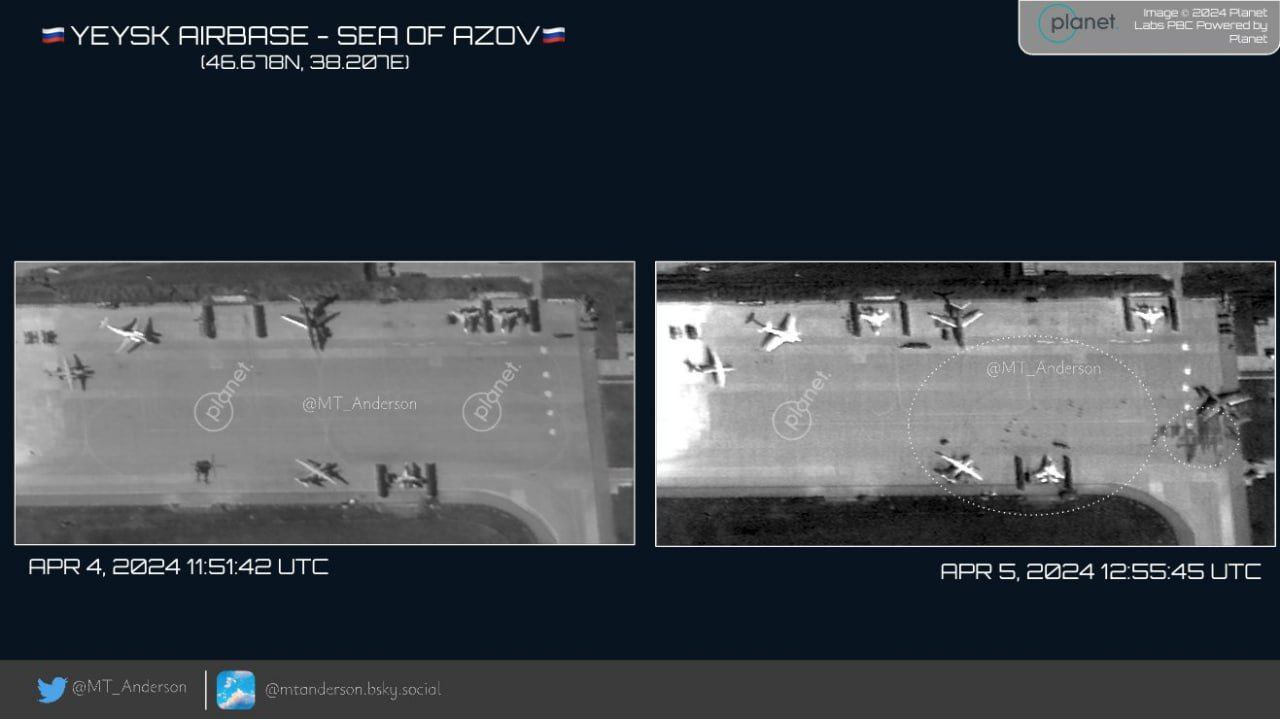 YEYSK AIRBASE - SEA OF AZOV
(46.678N, 38.207E)
planet.
Image © 2024 Planet
Labs PBC Powered by
Planet
planet.
@MT_Anderson
planet.
@MT_Anderson
planet.
APR 4, 2024 11:51:42 UTC
APR 5, 2024 12:55:45 UTC
@MT_Anderson
@mtanderson.bsky.social